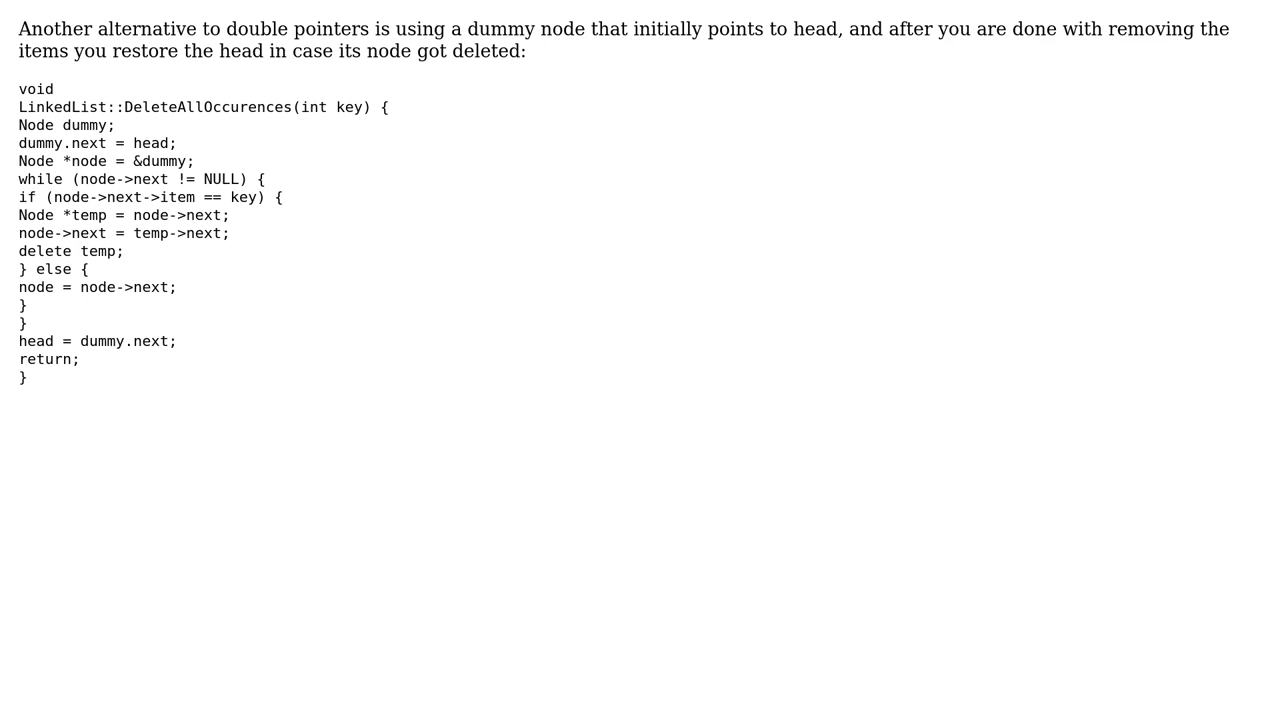 Another alternative to double pointers is using a dummy node that initially points to head, and after you are done with removing the
items you restore the head in case its node got deleted:
void
LinkedList::DeleteAllOccurences(int key) {
Node dummy;
dummy.next = head;
Node *node = &dummy;
while (node->next != NULL) {
if (node->next->item == key) {
Node *temp = node->next;
node->next = temp->next;
delete temp;
} else {
node = node->next;
}
}
head = dummy.next;
return;
}